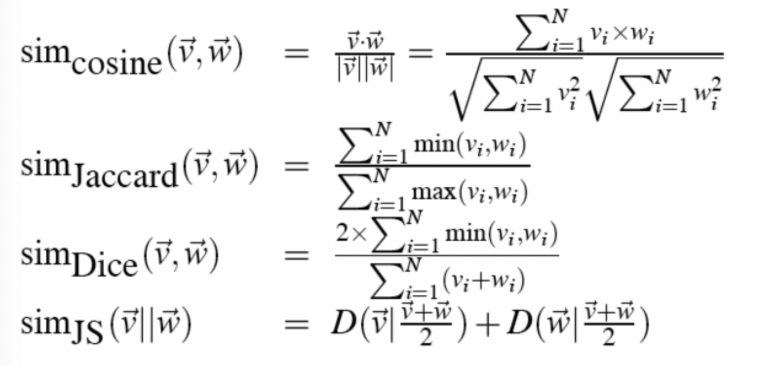 sim_cosine(v⃗,w⃗) = v⃗·w⃗ / |v⃗||w⃗| = ∑_{i=1}^{N} v_i×w_i / √(∑_{i=1}^{N} v_i^2) √(∑_{i=1}^{N} w_i^2)
sim_Jaccard(v⃗,w⃗) = ∑_{i=1}^{N} min(v_i,w_i) / ∑_{i=1}^{N} max(v_i,w_i)
sim_Dice(v⃗,w⃗) = 2×∑_{i=1}^{N} min(v_i,w_i) / ∑_{i=1}^{N} (v_i+w_i)
sim_JS(v⃗||w⃗) = D(v⃗|(v⃗+w⃗)/2) + D(w⃗|(v⃗+w⃗)/2)